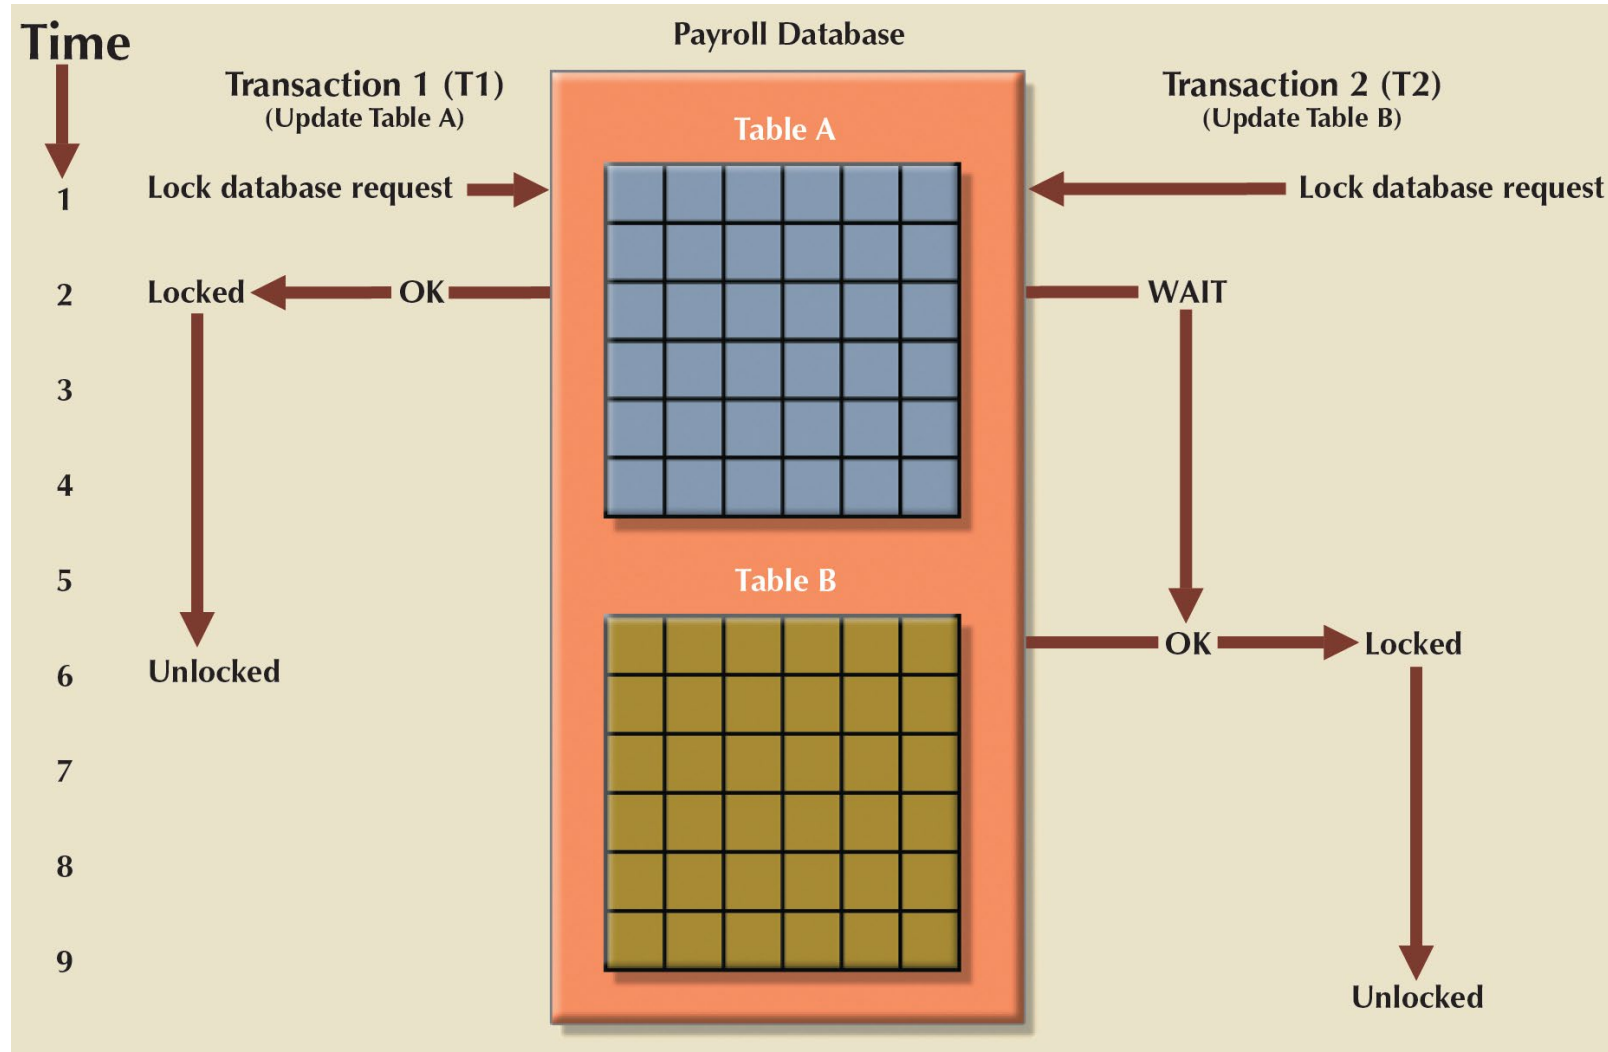 Time
Payroll Database
Transaction 1 (T1)
(Update Table A)
Transaction 2 (T2)
(Update Table B)
Table A
1
Lock database request
Lock database request
2
Locked
OK
WAIT
3
4
5
Table B
OK
Locked
6
Unlocked
7
8
9
Unlocked